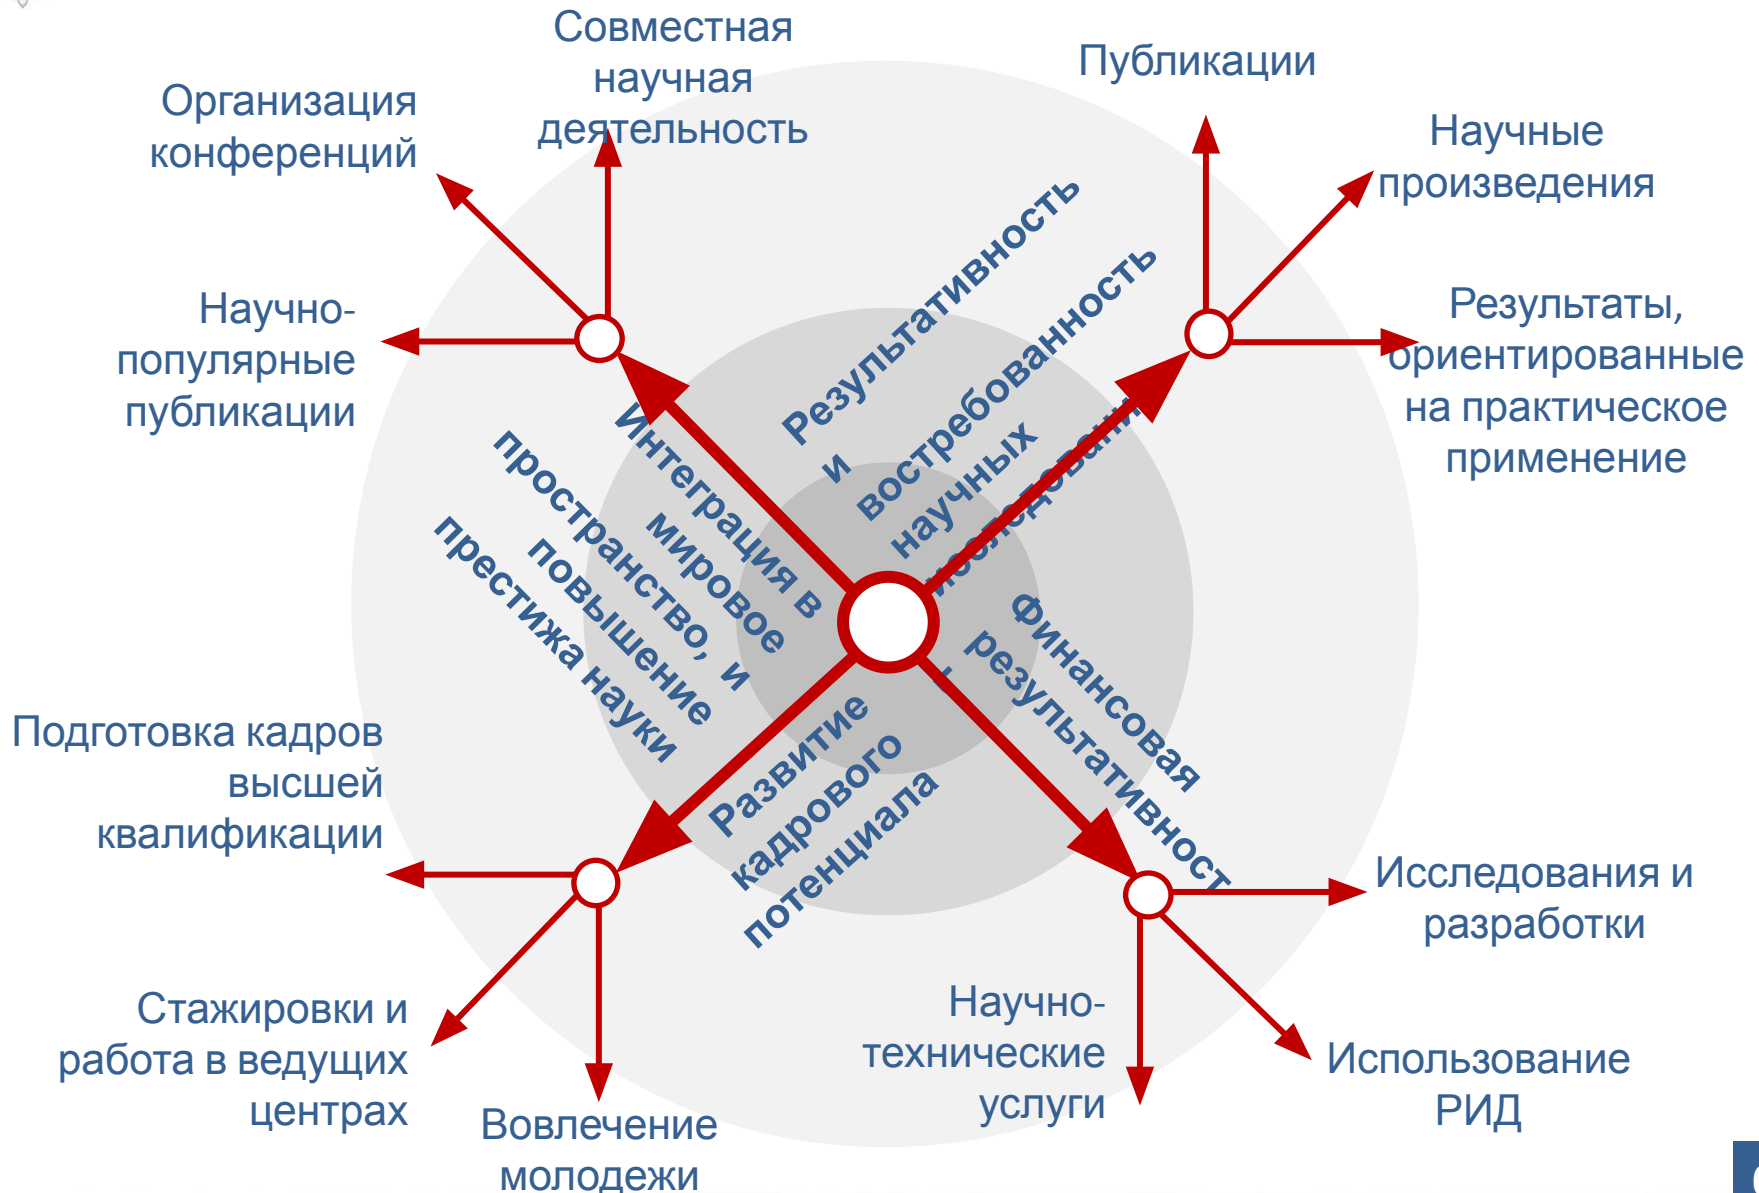 Совместная
научная
деятельность
Организация
конференций
Научно-
популярные
публикации
Публикации
Научные
произведения
Результаты,
ориентированные
на практическое
применение
Результативность
и
востребованность
научных
Интеграция в
мировое
пространство, и
повышение
престижа науки
Финансовая
результативност
Развитие
кадрового
потенциала
Подготовка кадров
высшей
квалификации
Стажировки и
работа в ведущих
центрах
Вовлечение
молодежи
Научно-
технические
услуги
Исследования и
разработки
Использование
РИД